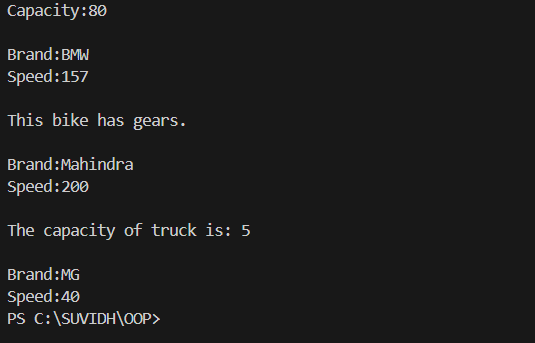 Capacity:80
Brand:BMW
Speed:157
This bike has gears.
Brand:Mahindra
Speed:200
The capacity of truck is: 5
Brand:MG
Speed:40
PS C:\SUVIDH\OOP>